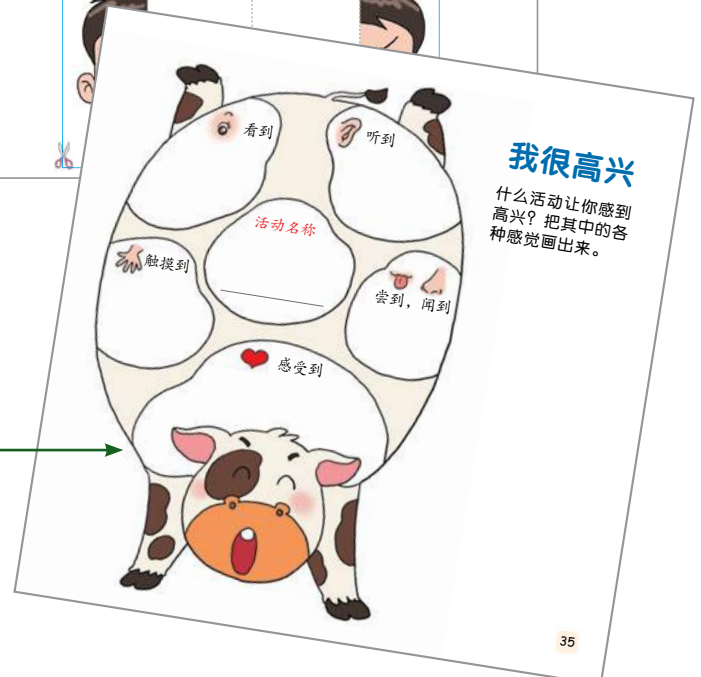 我很高兴
什么活动让你感到
高兴？把其中的各
种感觉画出来。
看到
听到
活动名称
触摸到
尝到，闻到
感受到
35